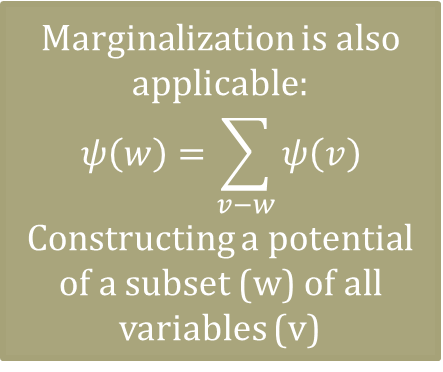 Marginalization is also
applicable:
ψ(w) = ∑ ψ(v)
v−w
Constructing a potential
of a subset (w) of all
variables (v)